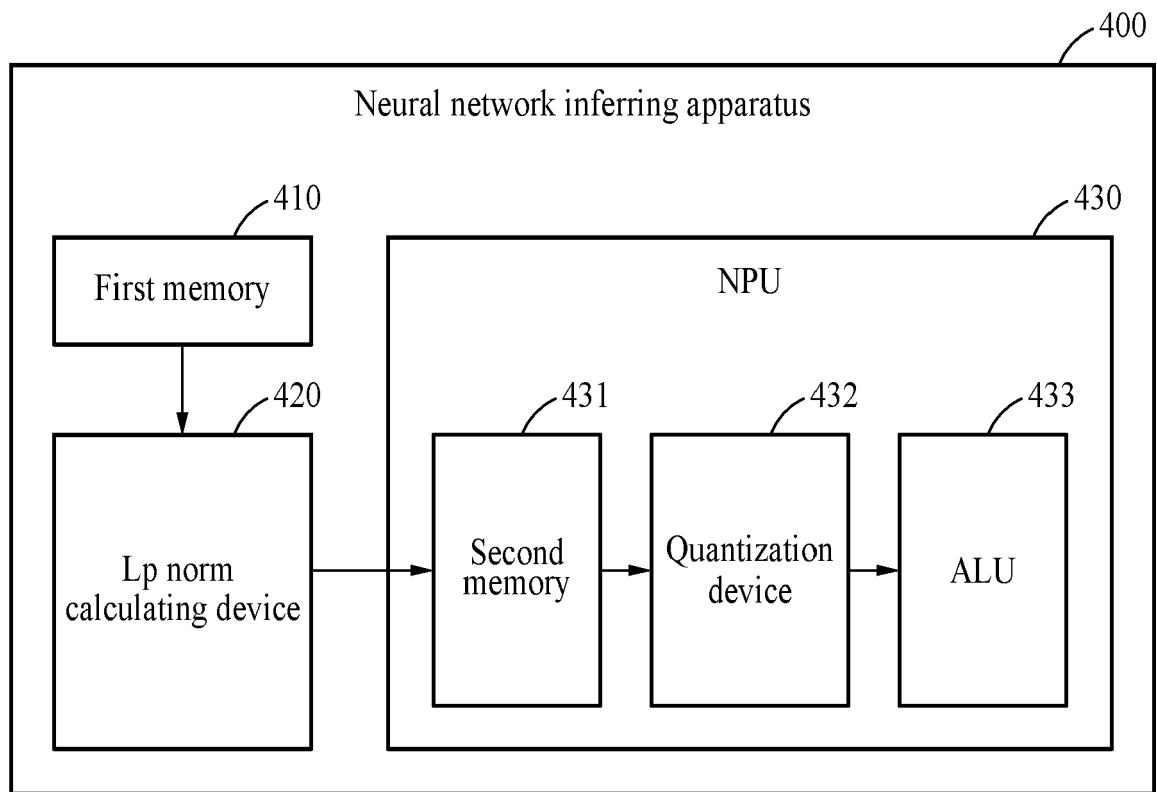 400
Neural network inferring apparatus
410
430
First memory
NPU
420
431
432
433
Lp norm
calculating device
Second
memory
Quantization
device
ALU